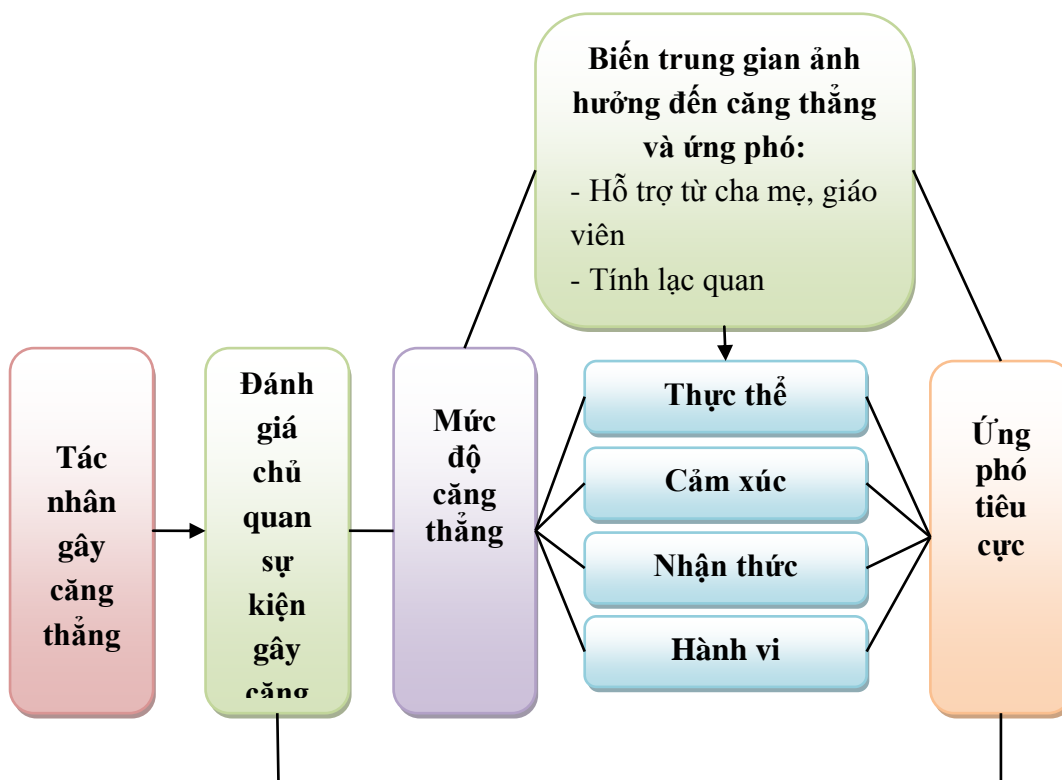 Biến trung gian ảnh
hưởng đến căng thẳng
và ứng phó:
- Hỗ trợ từ cha mẹ, giáo
viên
- Tính lạc quan
Tác
nhân
gây
căng
thẳng
Đánh
giá
chủ
quan
sự
kiện
gây
căng
Mức
độ
căng
thẳng
Thực thể
Cảm xúc
Nhận thức
Hành vi
Ứng
phó
tiêu
cực